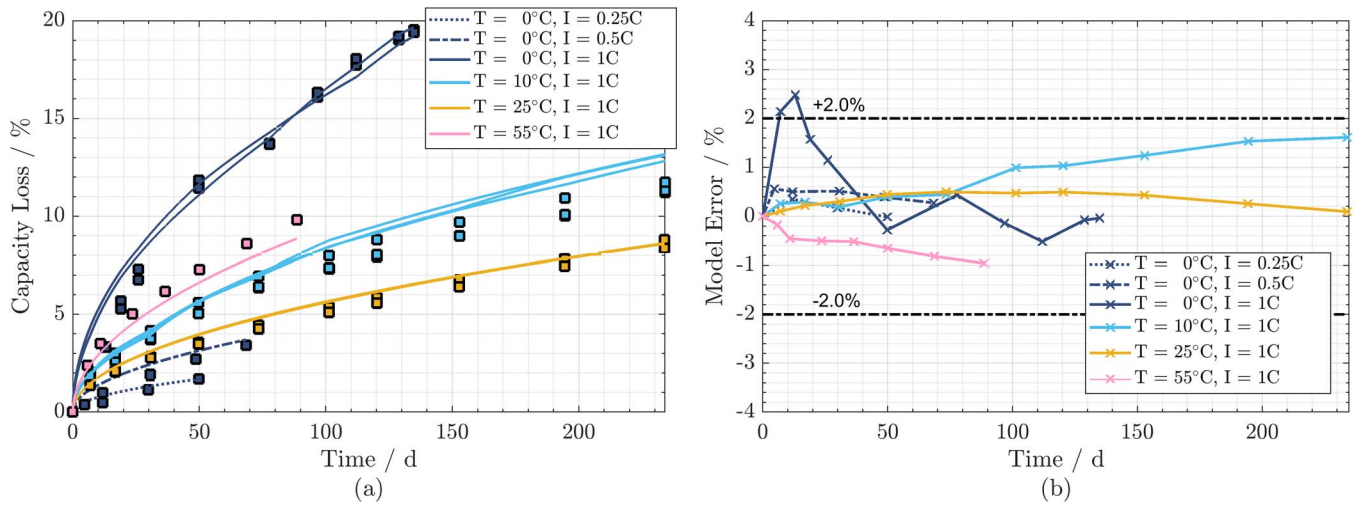 20
15
10
5
0
0
50
100
150
200
Capacity Loss / %
Time / d
(a)
T = 0°C, I = 0.25C
T = 0°C, I = 0.5C
T = 0°C, I = 1C
T = 10°C, I = 1C
T = 25°C, I = 1C
T = 55°C, I = 1C
4
3
2
1
0
-1
-2
-3
-4
0
50
100
150
200
Model Error / %
Time / d
(b)
+2.0%
-2.0%
T = 0°C, I = 0.25C
T = 0°C, I = 0.5C
T = 0°C, I = 1C
T = 10°C, I = 1C
T = 25°C, I = 1C
T = 55°C, I = 1C